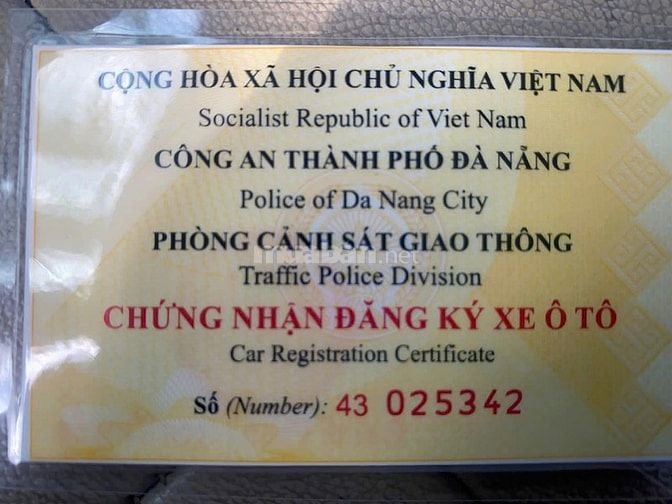 CỘNG HÒA XÃ HỘI CHỦ NGHĨA VIỆT NAM
Socialist Republic of Viet Nam
CÔNG AN THÀNH PHỐ ĐÀ NẴNG
Police of Da Nang City
PHÒNG CẢNH SÁT GIAO THÔNG
MuaBan.net
Traffic Police Division
CHỨNG NHẬN ĐĂNG KÝ XE Ô TÔ
Car Registration Certificate
Số (Number): 43 025342